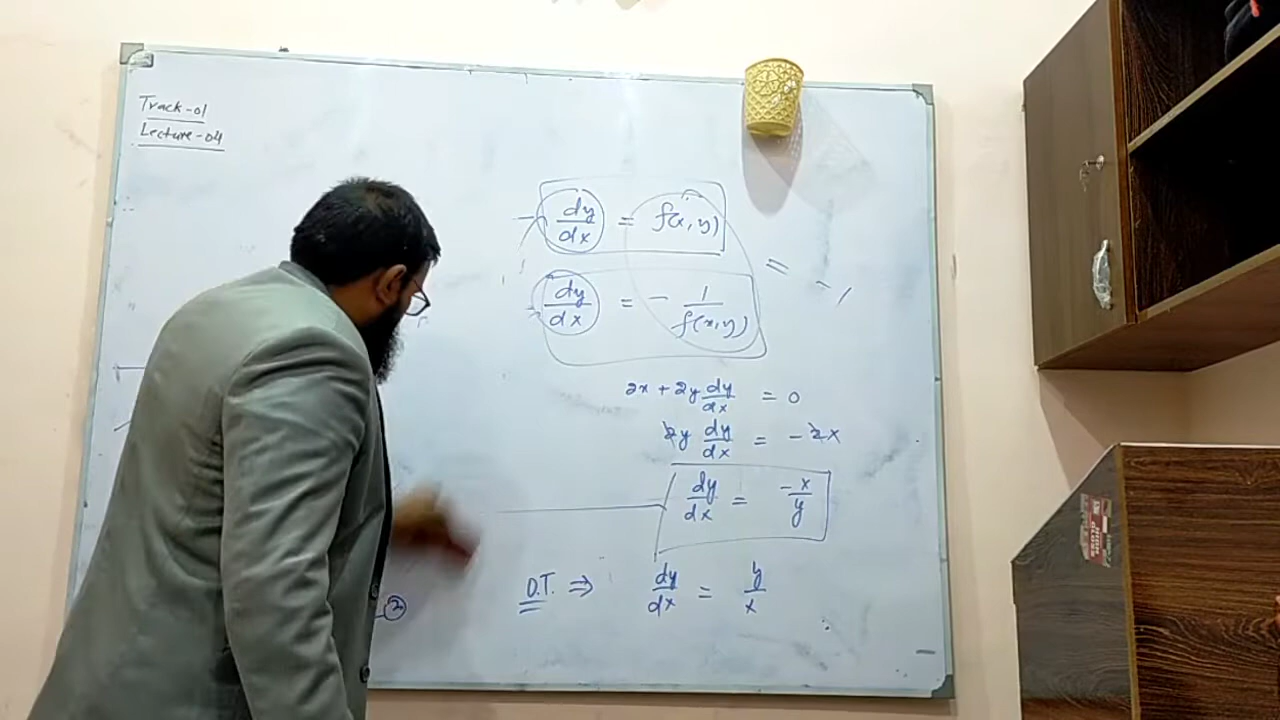 Track-01
Lecture-04
dy/dx = f(x, y)
=
dy/dx = - 1/f(x, y)
2x + 2y dy/dx = 0
2y dy/dx = -2x
dy/dx = -x/y
O.T. ⇒ dy/dx = y/x
2